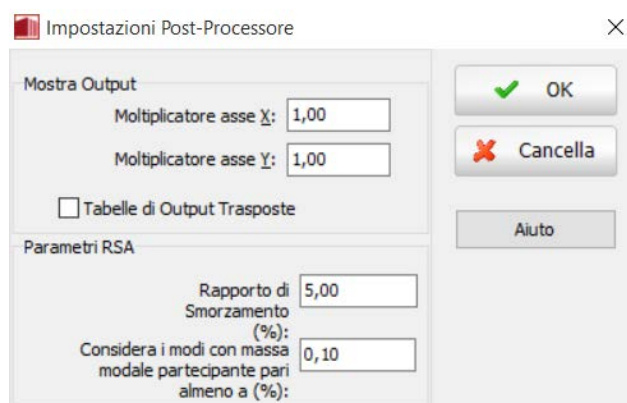 Impostazioni Post-Processore
Mostra Output
Moltiplicatore asse X: 1,00
Moltiplicatore asse Y: 1,00
Tabelle di Output Trasposte
Parametri RSA
Rapporto di
Smorzamento
(%):
5,00
Considera i modi con massa
modale partecipante pari
almeno a (%):
0,10
OK
Cancella
Aiuto